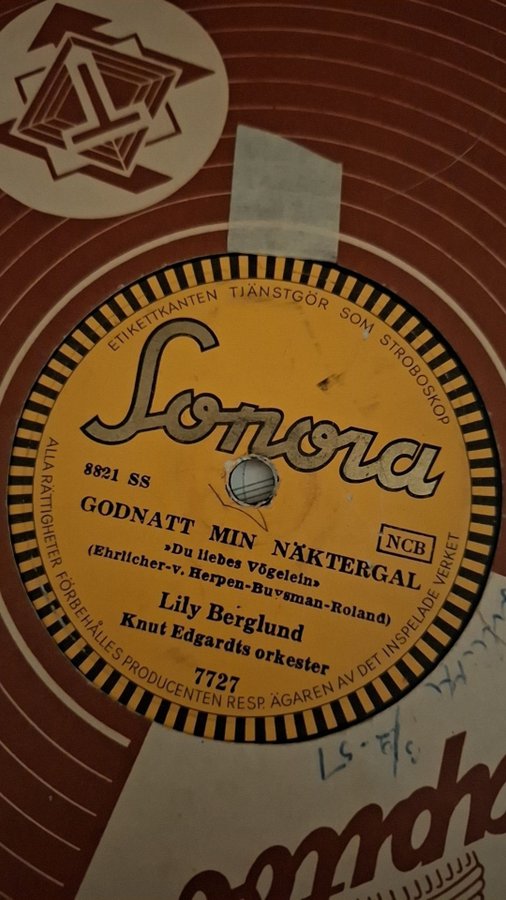 ETIKETTKANTEN TJÄNSTGÖR SOM STROBOSKOP
Sonora
8821 SS
GODNATT MIN NÄKTERGAL
NCB
»Du liebes Vögelein»
(Ehrlicher-v. Herpen-Buysman-Roland)
Lily Berglund
Knut Edgardts orkester
7727
ALLA RÄTTIGHETER FÖRBEHÅLLES PRODUCENTEN RESP. ÄGAREN AV DET INSPELADE VERKET